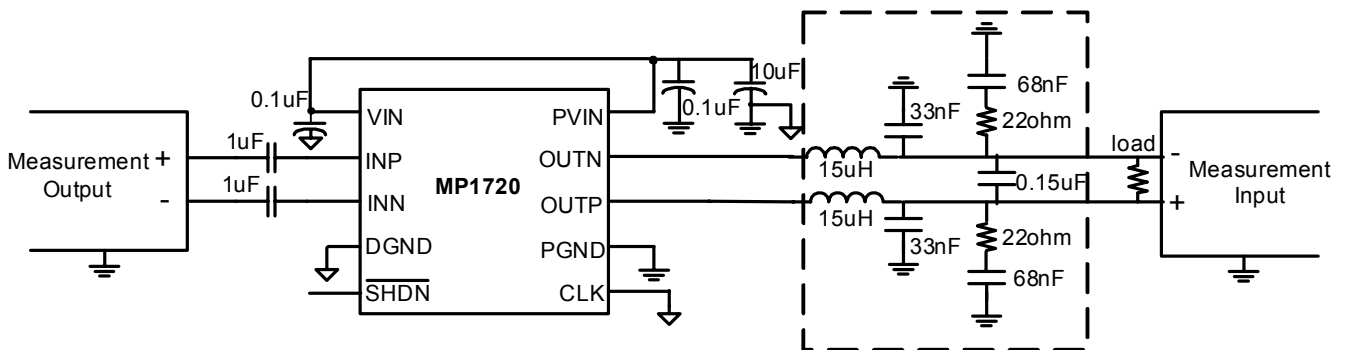 Measurement
Output
+
-
1uF
1uF
0.1uF
VIN
INP
INN
DGND
SHDN
MP1720
PVIN
OUTN
OUTP
PGND
CLK
0.1uF
10uF
15uH
15uH
33nF
33nF
68nF
22ohm
0.15uF
22ohm
68nF
load
-
+
Measurement
Input